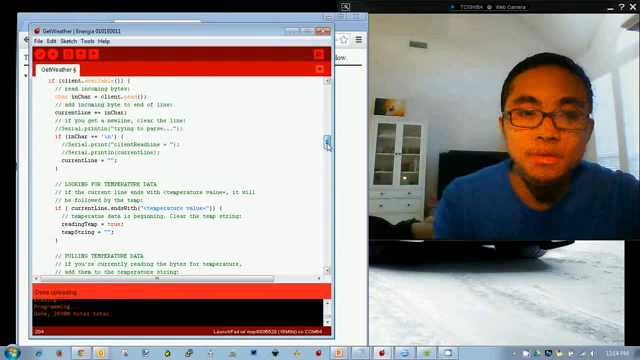 GetWeather | Energia 0101E0011
File Edit Sketch Tools Help
GetWeather §
if (client.available()) {
// read incoming bytes:
char inChar = client.read();
// add incoming byte to end of line:
currentLine += inChar;
// if you get a newline, clear the line:
//Serial.println("trying to parse...");
if (inChar == '\n') {
//Serial.print("clientReadLine = ");
//Serial.println(currentLine);
currentLine = "";
}
// LOOKING FOR TEMPERATURE DATA
// if the current line ends with <temperature value=, it will
// be followed by the temp:
if ( currentLine.endsWith("<temperature value=")) {
// temperature data is beginning. Clear the temp string:
readingTemp = true;
tempString = "";
}
// PULLING TEMPERATURE DATA
// if you're currently reading the bytes for temperature,
// add them to the temperature string:
Done uploading.
Programming...
Done, 20300 bytes total
204
LaunchPad w/ msp430f5529 (16MHz) on COM64
TOSHIBA
Web Camera
low.
12:14 PM